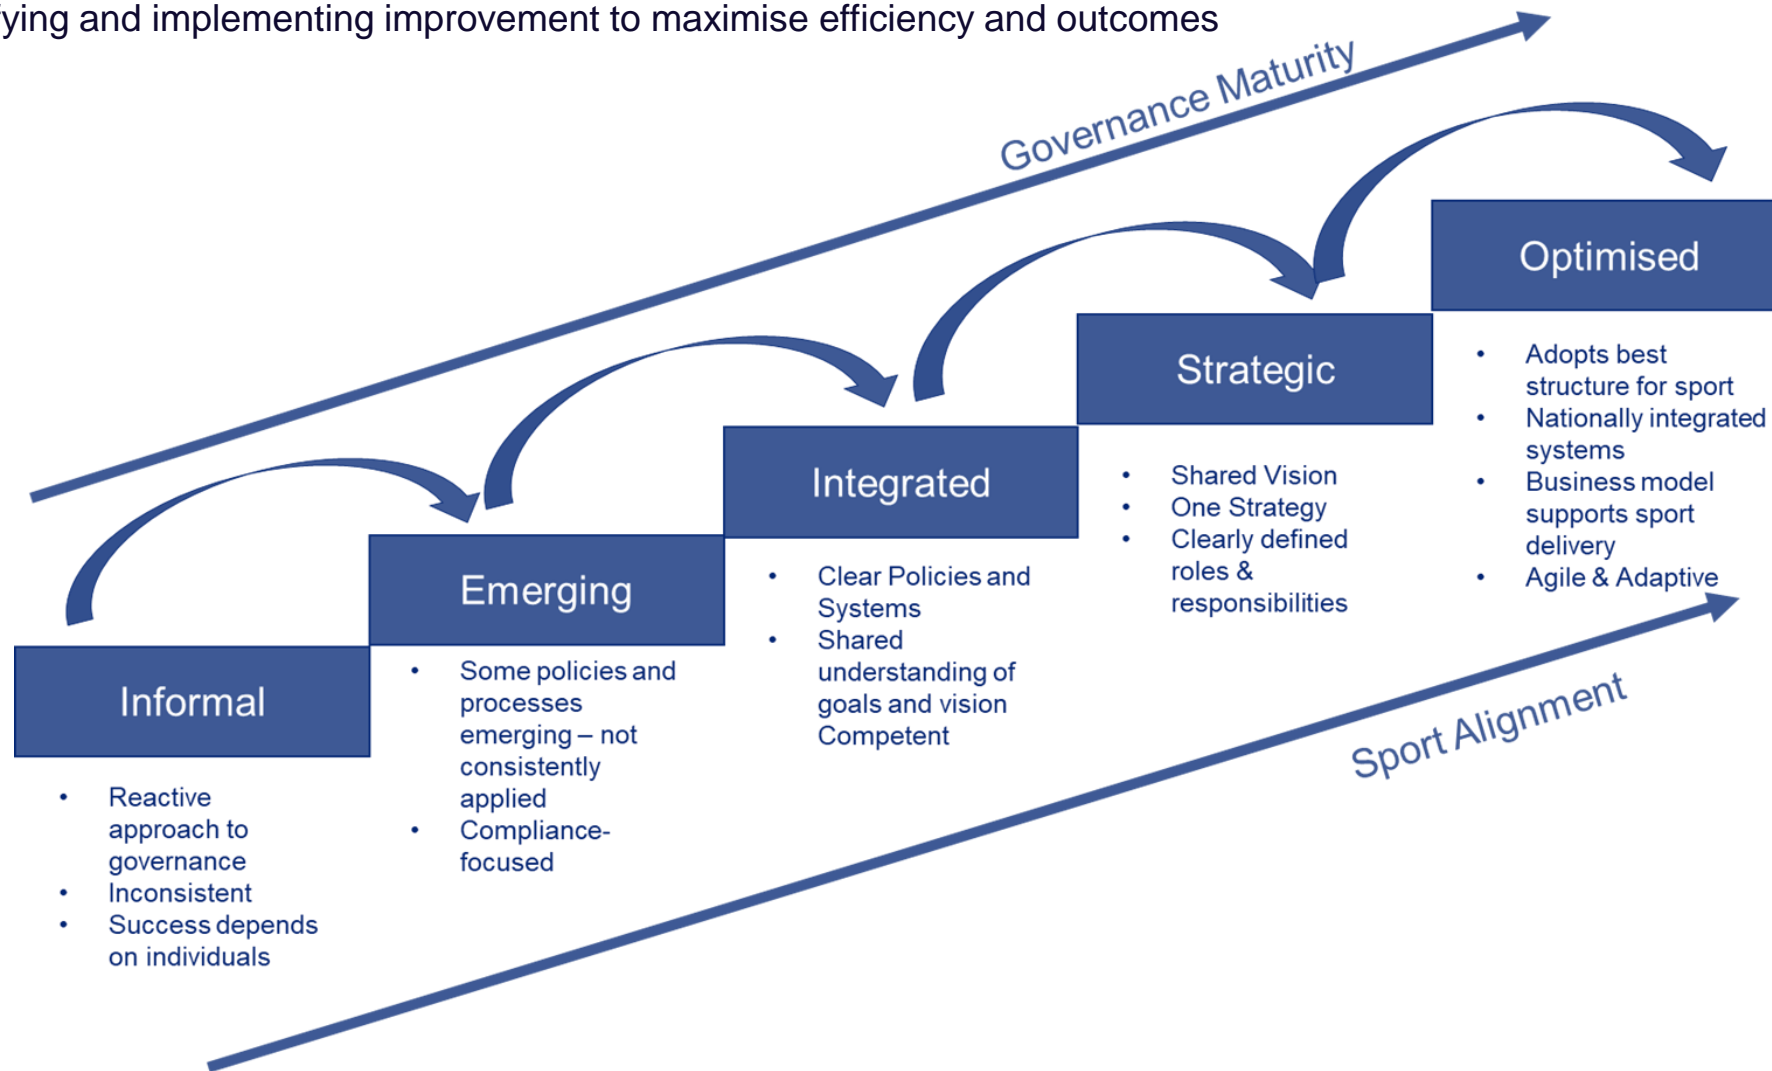 fying and implementing improvement to maximise efficiency and outcomes
Governance Maturity
Informal
• Reactive
approach to
governance
• Inconsistent
• Success depends
on individuals
Emerging
• Some policies and
processes
emerging – not
consistently
applied
• Compliance-
focused
Integrated
• Clear Policies and
Systems
• Shared
understanding of
goals and vision
Competent
Strategic
• Shared Vision
• One Strategy
• Clearly defined
roles &
responsibilities
Optimised
• Adopts best
structure for sport
• Nationally integrated
systems
• Business model
supports sport
delivery
• Agile & Adaptive
Sport Alignment